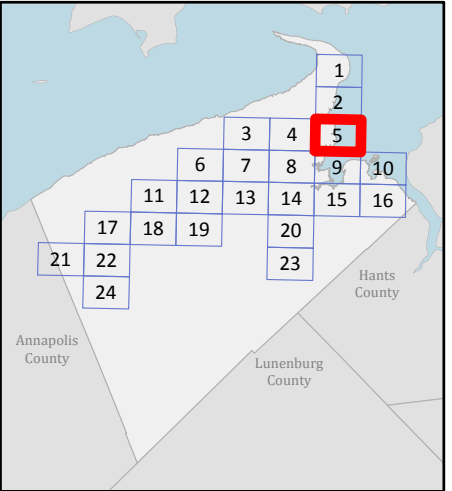 1
2
3 4 5
6 7 8 9 10
11 12 13 14 15 16
17 18 19 20
21 22 23
24
Hants
County
Annapolis
County
Lunenburg
County